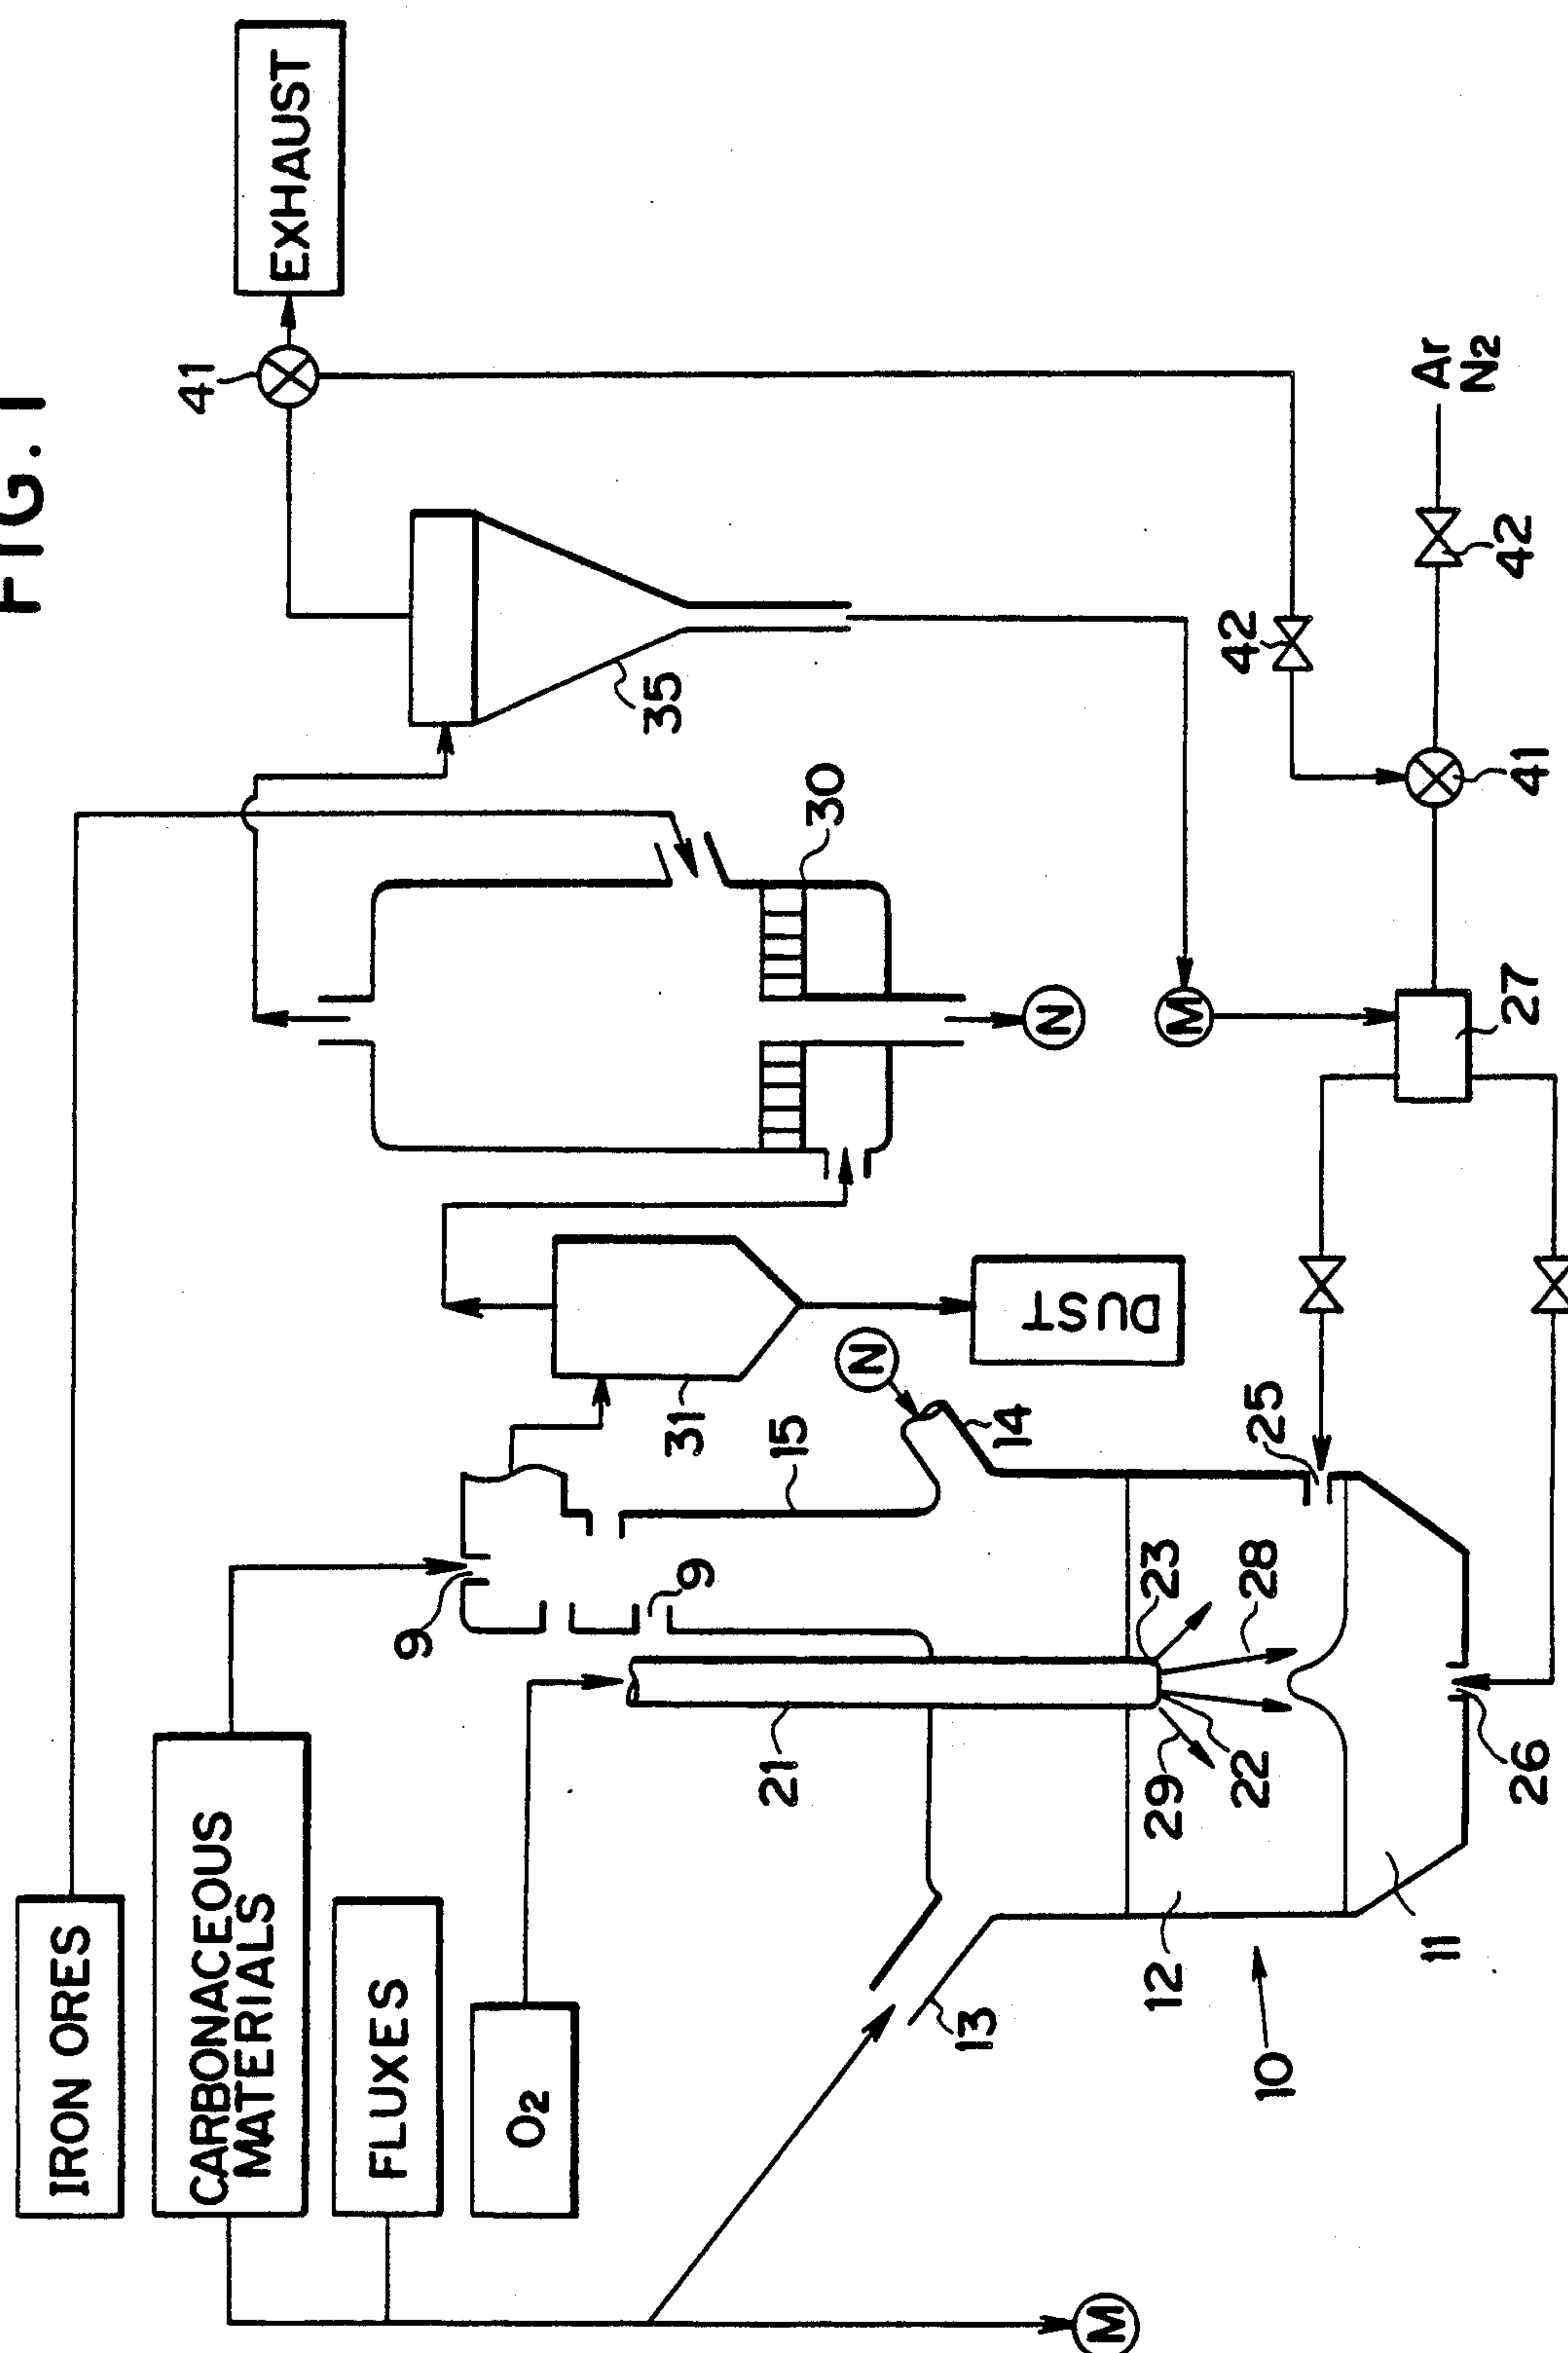 FIG. 1
IRON ORES
CARBONACEOUS
MATERIALS
FLUXES
O2
M
EXHAUST
41
35
30
N
M
42
Ar
N2
42
41
27
31
DUST
N
15
14
9
9
21
25
23
28
29
22
26
13
12
11
10